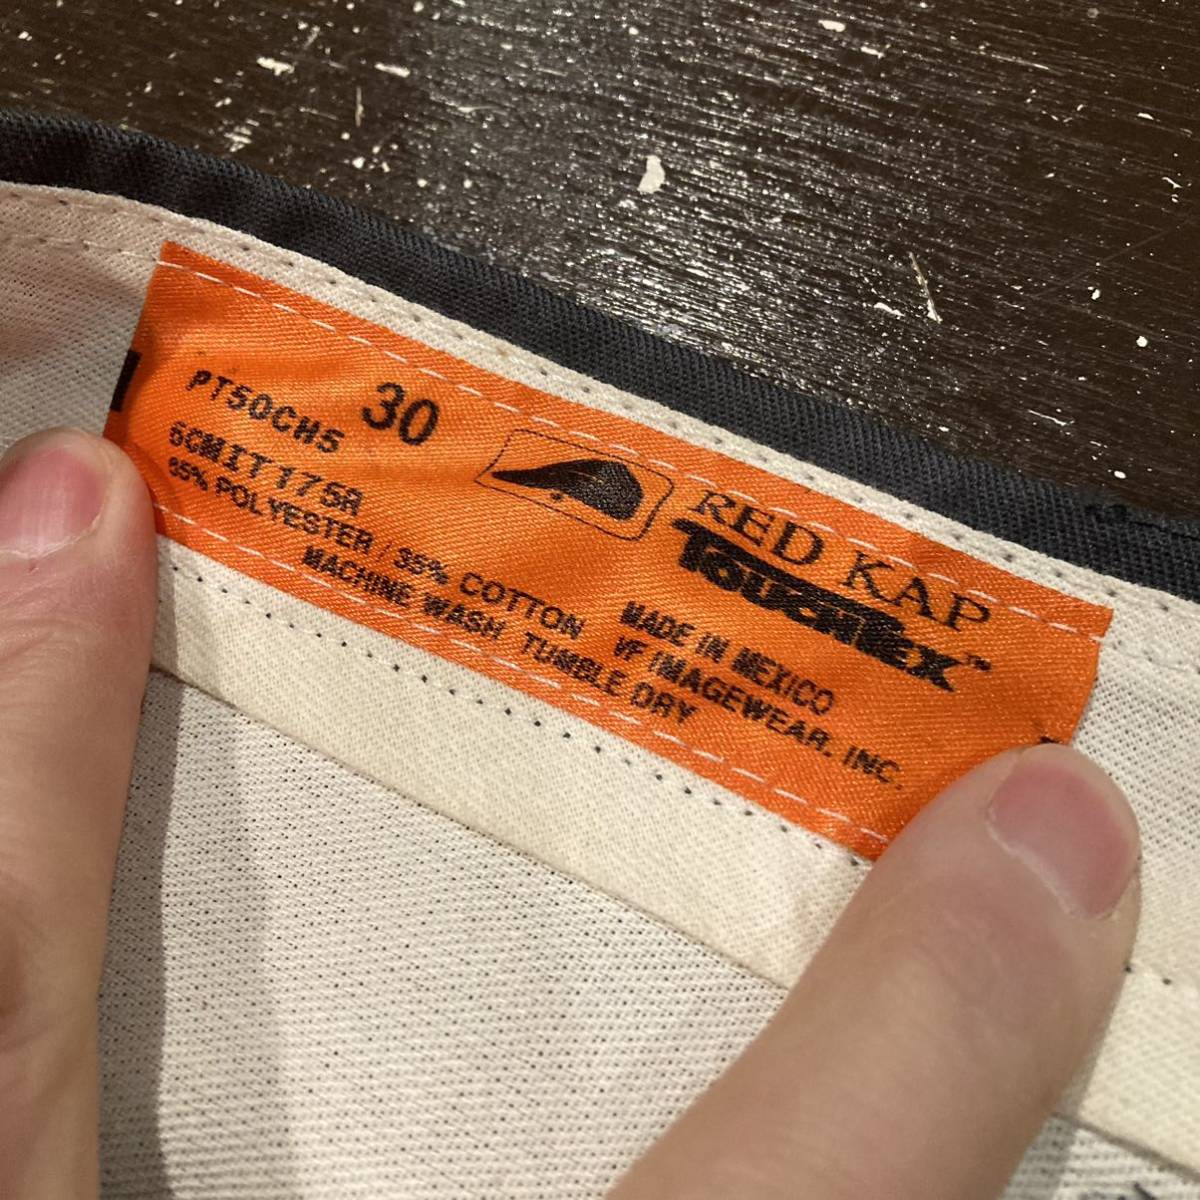 30
PT50CH5
5CMIT175A
65% POLYESTER / 35% COTTON
MACHINE WASH TUMBLE DRY
RED KAP
TOUCHTEX™
MADE IN MEXICO
VF IMAGEWEAR, INC.